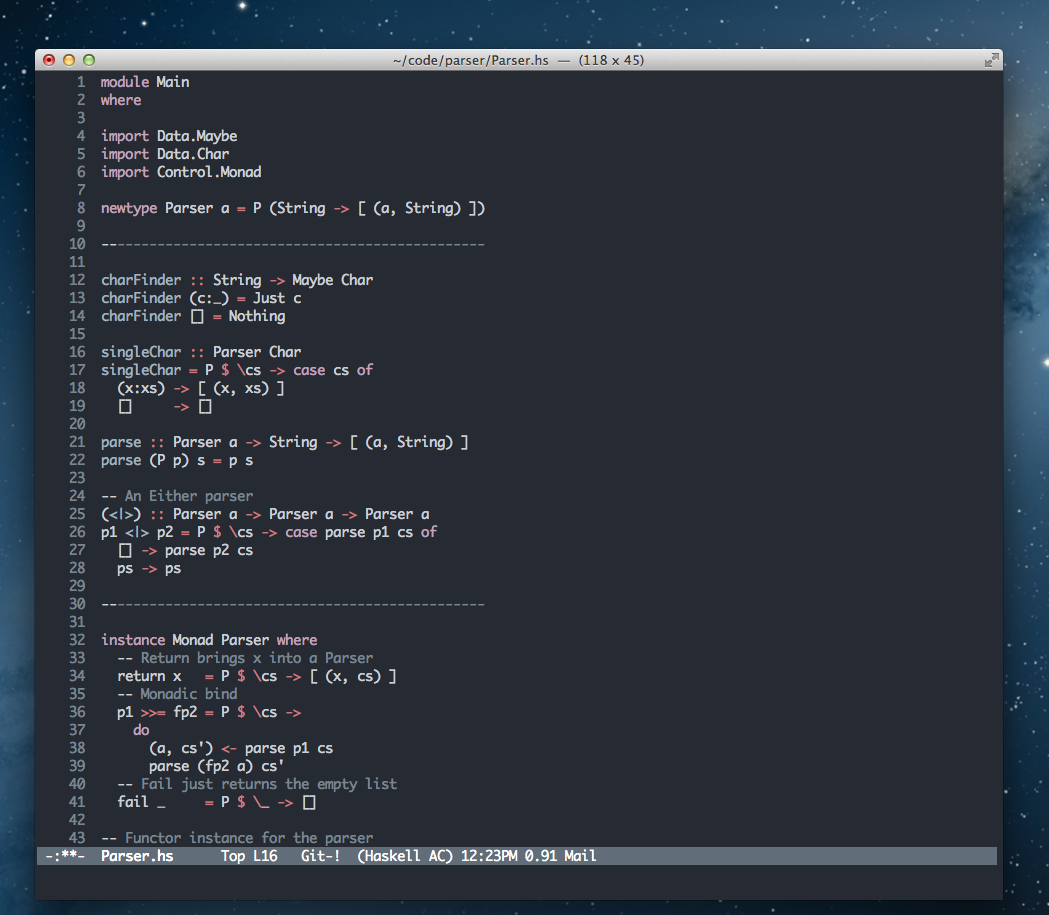 ~/code/parser/Parser.hs — (118 x 45)
1 module Main
2 where
3
4 import Data.Maybe
5 import Data.Char
6 import Control.Monad
7
8 newtype Parser a = P (String -> [ (a, String) ])
9
10 -----------------------------------------------
11
12 charFinder :: String -> Maybe Char
13 charFinder (c:_) = Just c
14 charFinder [] = Nothing
15
16 singleChar :: Parser Char
17 singleChar = P $ \cs -> case cs of
18   (x:xs) -> [ (x, xs) ]
19   []     -> []
20
21 parse :: Parser a -> String -> [ (a, String) ]
22 parse (P p) s = p s
23
24 -- An Either parser
25 (<|>) :: Parser a -> Parser a -> Parser a
26 p1 <|> p2 = P $ \cs -> case parse p1 cs of
27   [] -> parse p2 cs
28   ps -> ps
29
30 -----------------------------------------------
31
32 instance Monad Parser where
33   -- Return brings x into a Parser
34   return x   = P $ \cs -> [ (x, cs) ]
35   -- Monadic bind
36   p1 >>= fp2 = P $ \cs ->
37     do
38       (a, cs') <- parse p1 cs
39       parse (fp2 a) cs'
40   -- Fail just returns the empty list
41   fail _     = P $ \_ -> []
42
43 -- Functor instance for the parser
-:**-  Parser.hs      Top L16   Git-!  (Haskell AC) 12:23PM 0.91 Mail